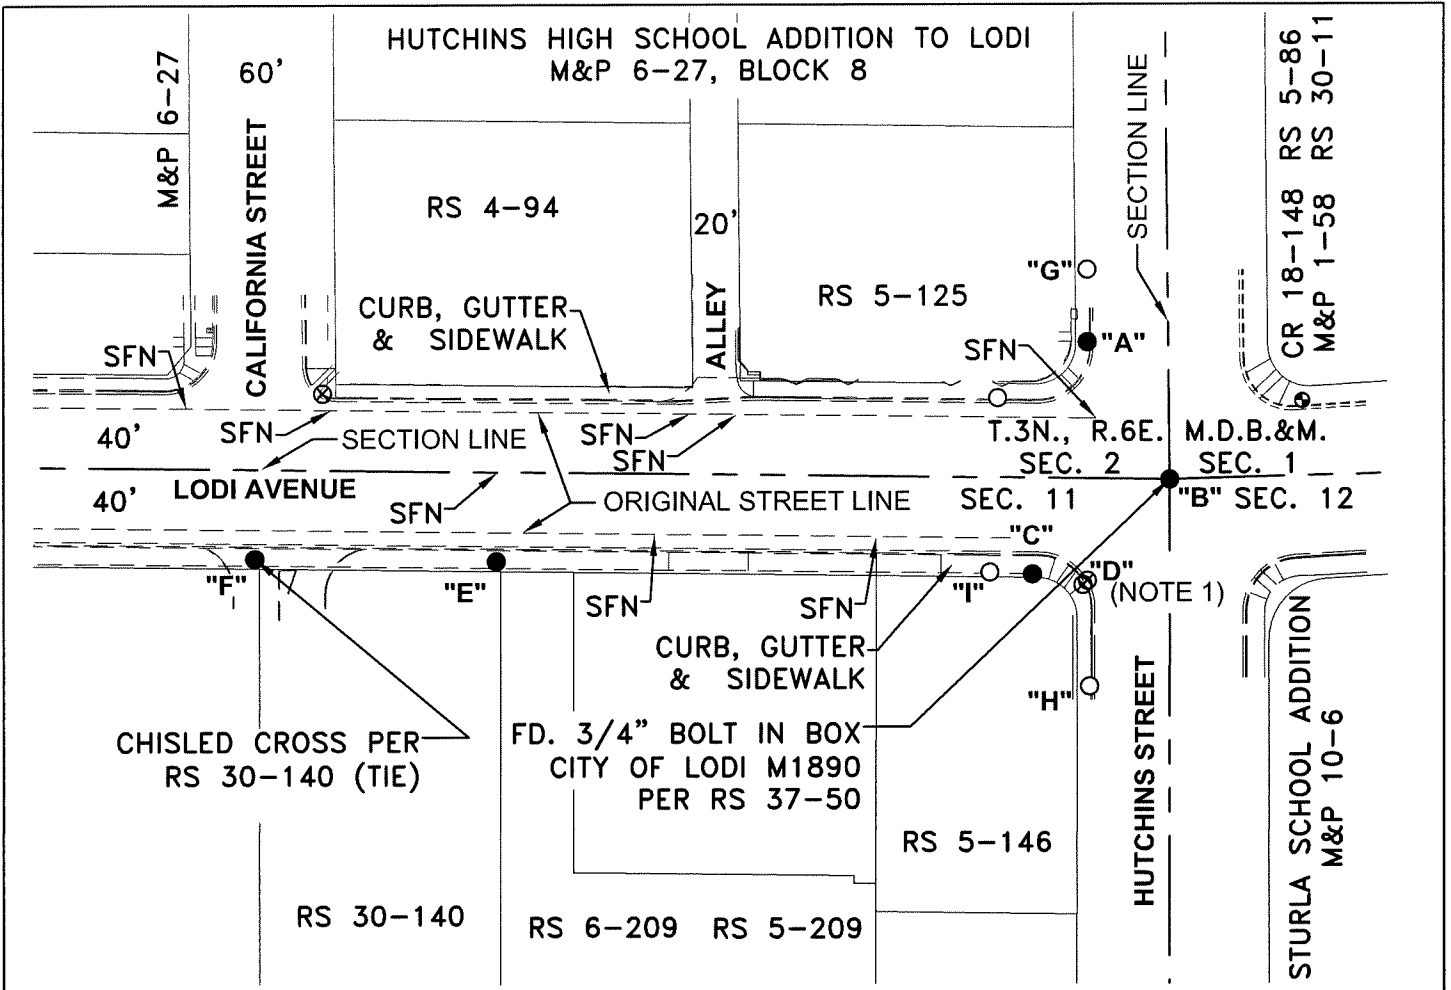 HUTCHINS HIGH SCHOOL ADDITION TO LODI
M&P 6-27, BLOCK 8
M&P 6-27
60'
CALIFORNIA STREET
RS 4-94
20'
ALLEY
CURB, GUTTER
& SIDEWALK
RS 5-125
SECTION LINE
CR 18-148 RS 5-86
M&P 1-58 RS 30-11
"G"
"A"
SFN
SFN
SFN
SECTION LINE
SFN
SFN
40'
T.3N., R.6E. M.D.B.&M.
SEC. 2
SEC. 1
LODI AVENUE
40'
SFN
ORIGINAL STREET LINE
SEC. 11
"B"
SEC. 12
"C"
"F"
"E"
"I"
"D"
(NOTE 1)
SFN
SFN
CURB, GUTTER
& SIDEWALK
"H"
HUTCHINS STREET
STURLA SCHOOL ADDITION
M&P 10-6
CHISLED CROSS PER
RS 30-140 (TIE)
FD. 3/4" BOLT IN BOX
CITY OF LODI M1890
PER RS 37-50
RS 5-146
RS 30-140
RS 6-209 RS 5-209